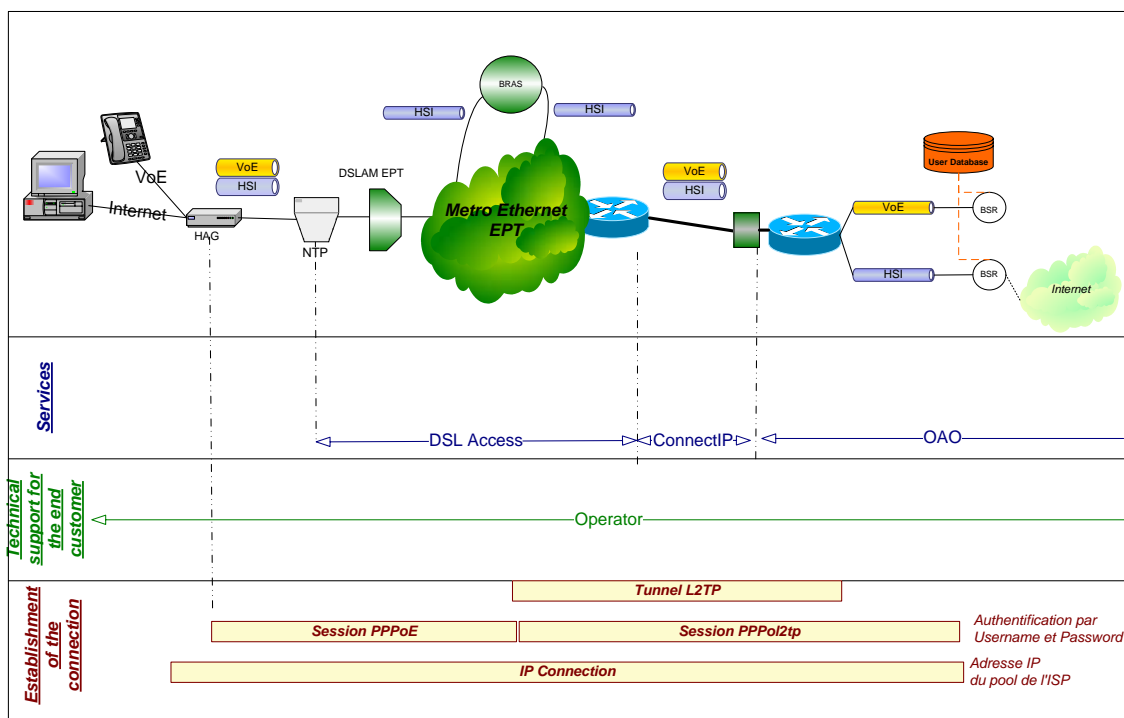 BRAS
HSI
HSI
VoE
Internet
HAG
VoE
HSI
NTP
DSLAM EPT
Metro Ethernet
EPT
VoE
HSI
User Database
VoE
BSR
HSI
BSR
Internet
Services
DSL Access
ConnectIP
OAO
Technical
support for
the end
customer
Operator
Establishment
of the
connection
Tunnel L2TP
Session PPPoE
Session PPPol2tp
Authentification par
Username et Password
IP Connection
Adresse IP
du pool de l'ISP